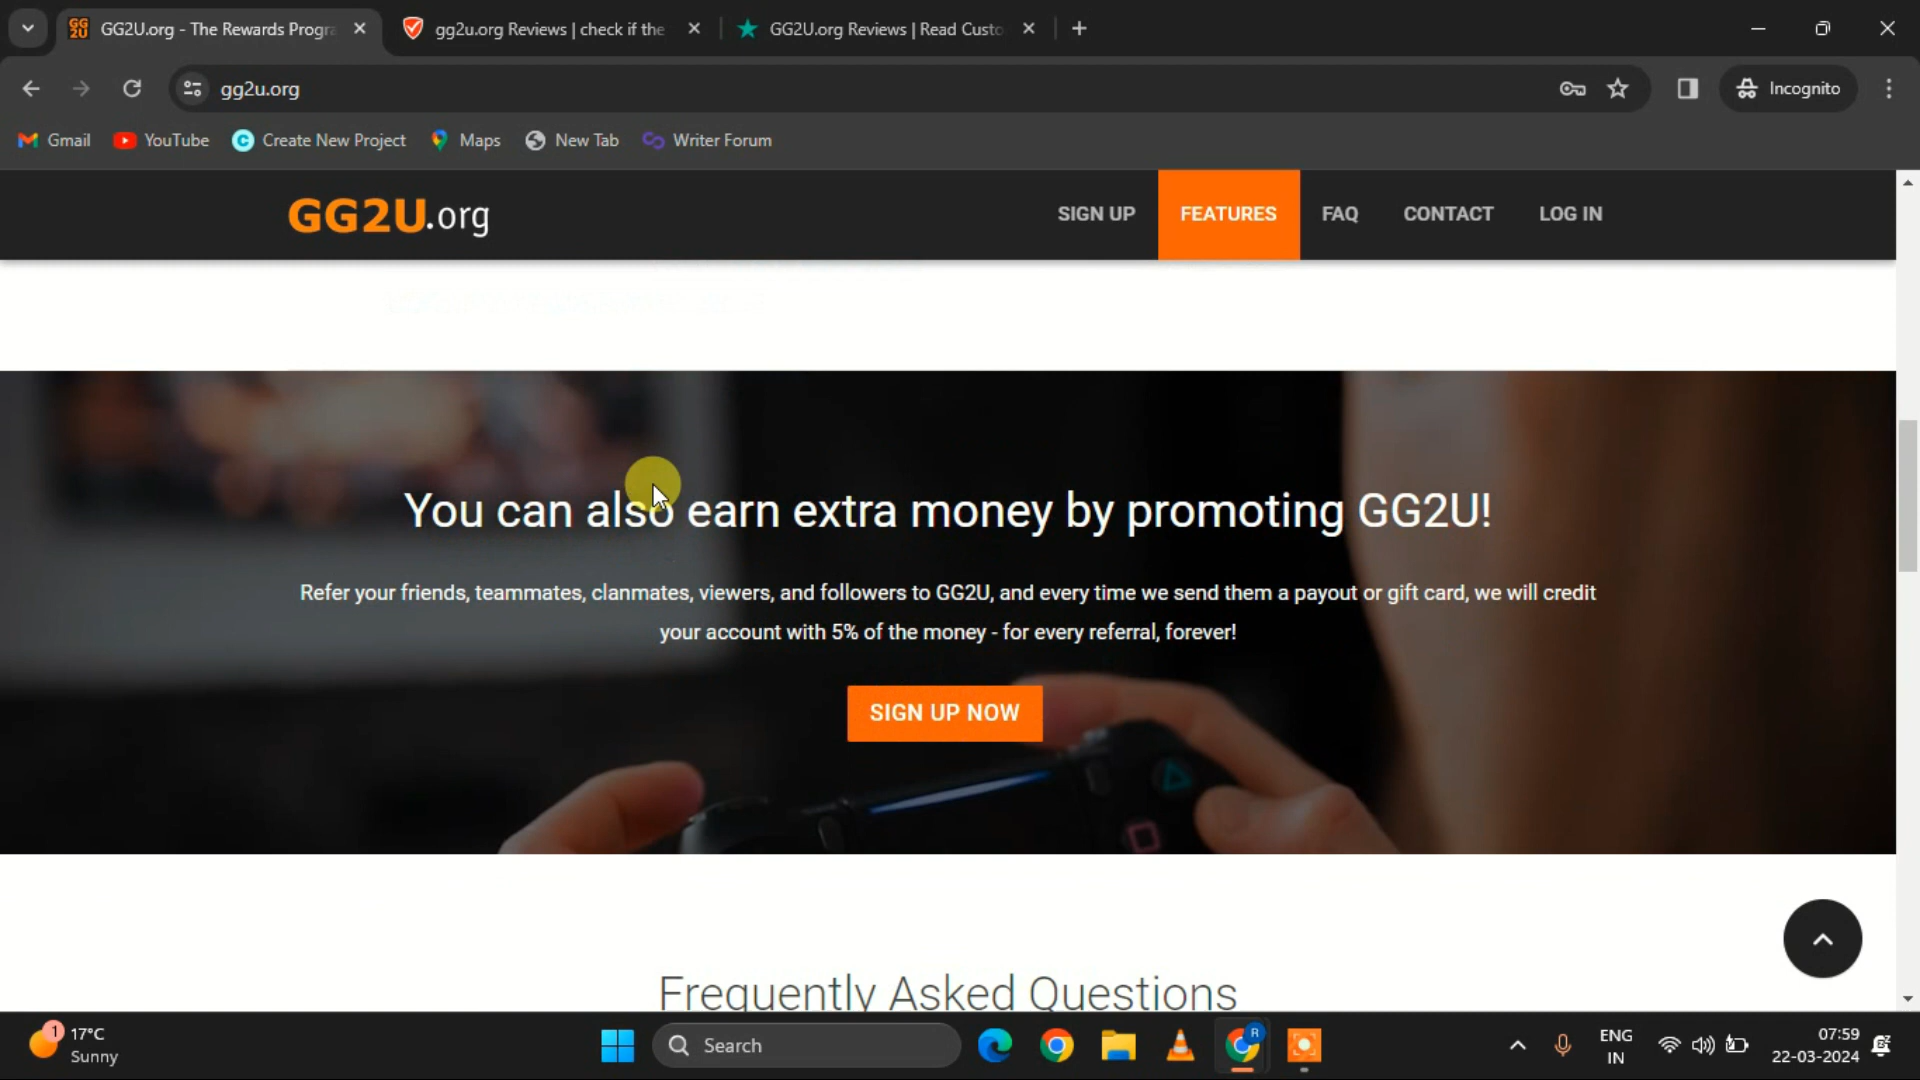 GG2U.org - The Rewards Progra
gg2u.org Reviews | check if the
GG2U.org Reviews | Read Custo
gg2u.org
Incognito
Gmail
YouTube
Create New Project
Maps
New Tab
Writer Forum
GG2U.org
SIGN UP
FEATURES
FAQ
CONTACT
LOG IN
You can also earn extra money by promoting GG2U!
Refer your friends, teammates, clanmates, viewers, and followers to GG2U, and every time we send them a payout or gift card, we will credit
your account with 5% of the money - for every referral, forever!
SIGN UP NOW
Frequently Asked Questions
1
17°C
Sunny
Search
R
ENG
IN
07:59
22-03-2024